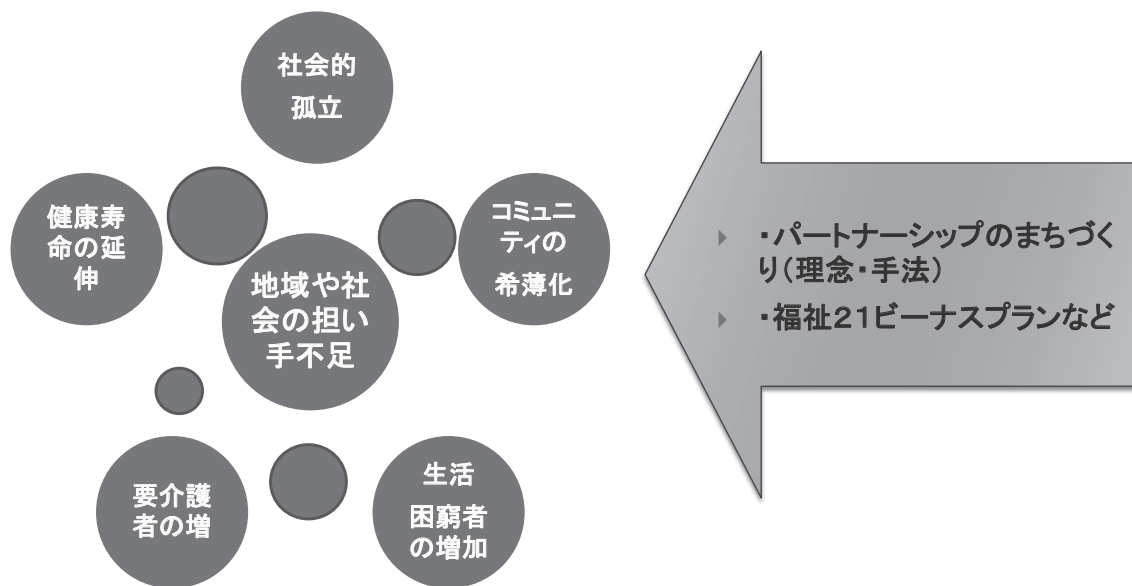 社会的
孤立
健康寿
命の延
伸
コミュニ
ティの
希薄化
地域や社
会の担い
手不足
要介護
者の増
生活
困窮者
の増加
・パートナーシップのまちづく
り（理念・手法）
・福祉２１ビーナスプランなど